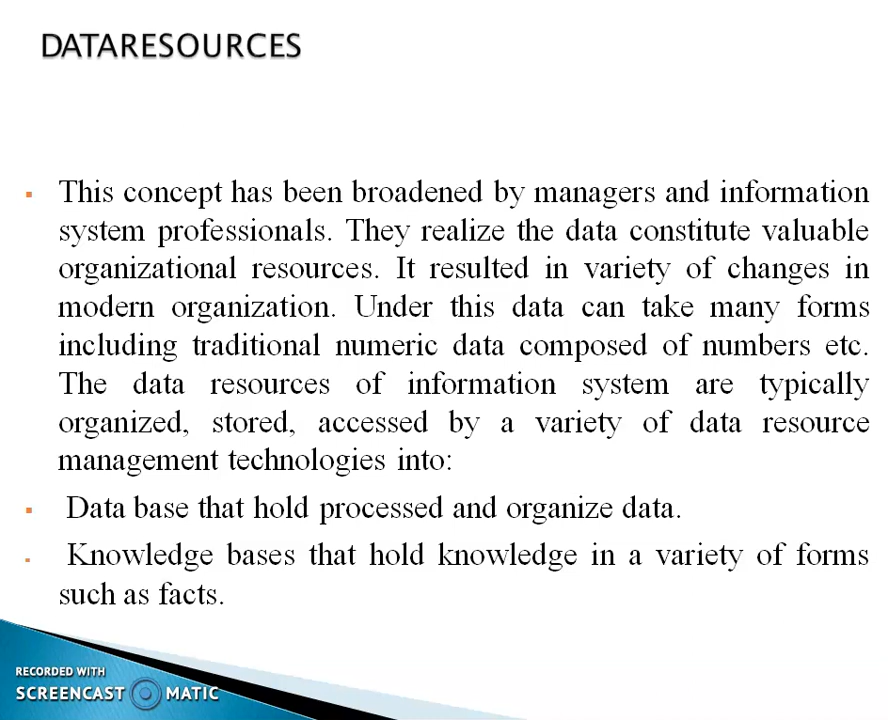 DATARESOURCES
▪ This concept has been broadened by managers and information
system professionals. They realize the data constitute valuable
organizational resources. It resulted in variety of changes in
modern organization. Under this data can take many forms
including traditional numeric data composed of numbers etc.
The data resources of information system are typically
organized, stored, accessed by a variety of data resource
management technologies into:
▪ Data base that hold processed and organize data.
▪ Knowledge bases that hold knowledge in a variety of forms
such as facts.
RECORDED WITH
SCREENCAST MATIC